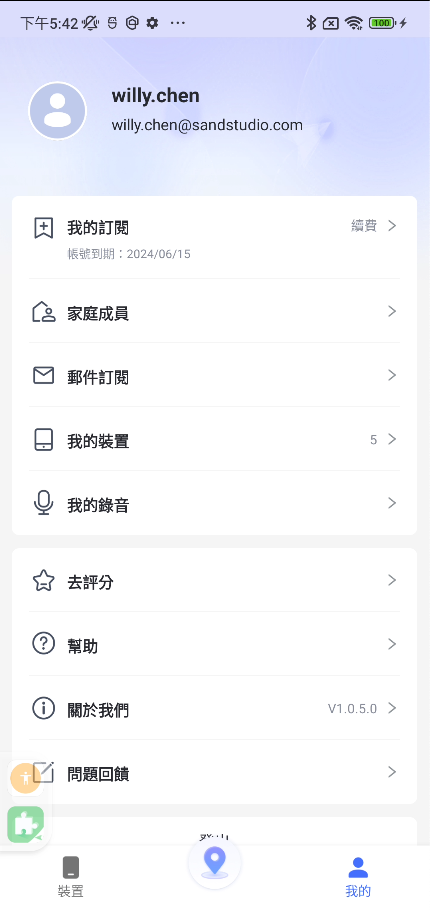 下午5:42
100
willy.chen
willy.chen@sandstudio.com
我的訂閱
續費
帳號到期：2024/06/15
家庭成員
郵件訂閱
我的裝置
5
我的錄音
去評分
幫助
關於我們
V1.0.5.0
問題回饋
裝置
我的